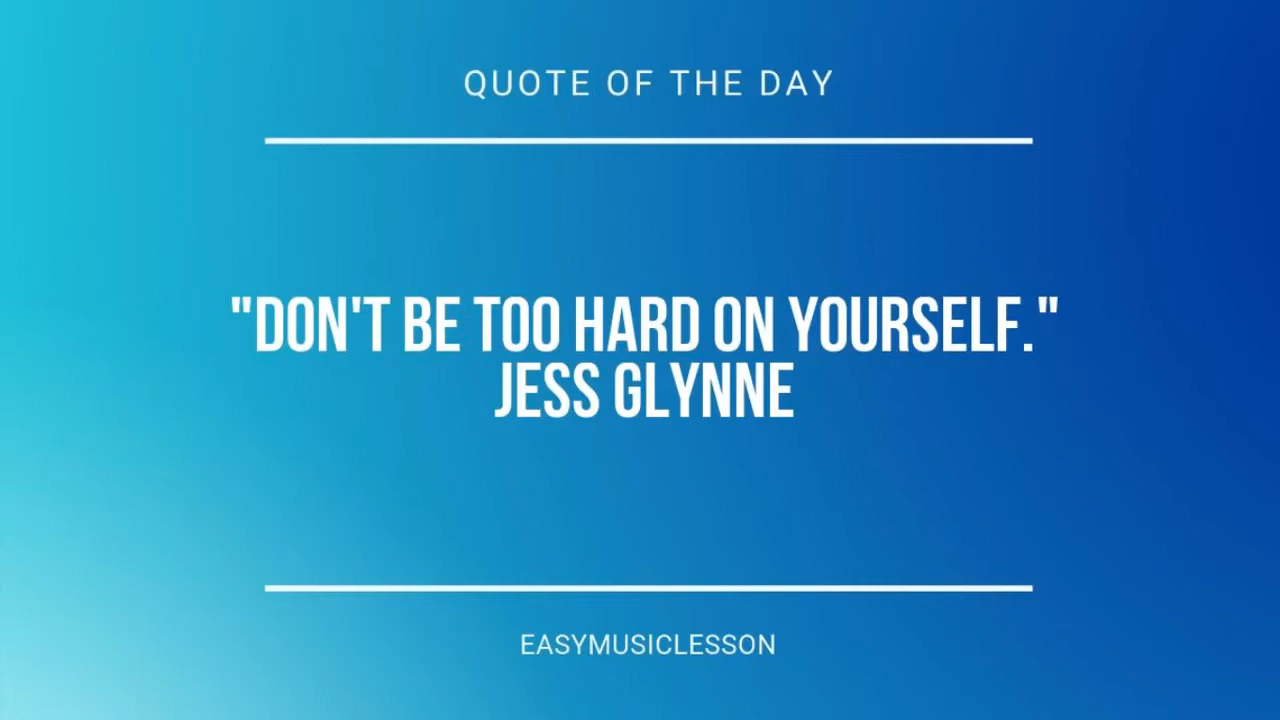 QUOTE OF THE DAY
"DON'T BE TOO HARD ON YOURSELF."
JESS GLYNNE
EASYMUSICLESSON